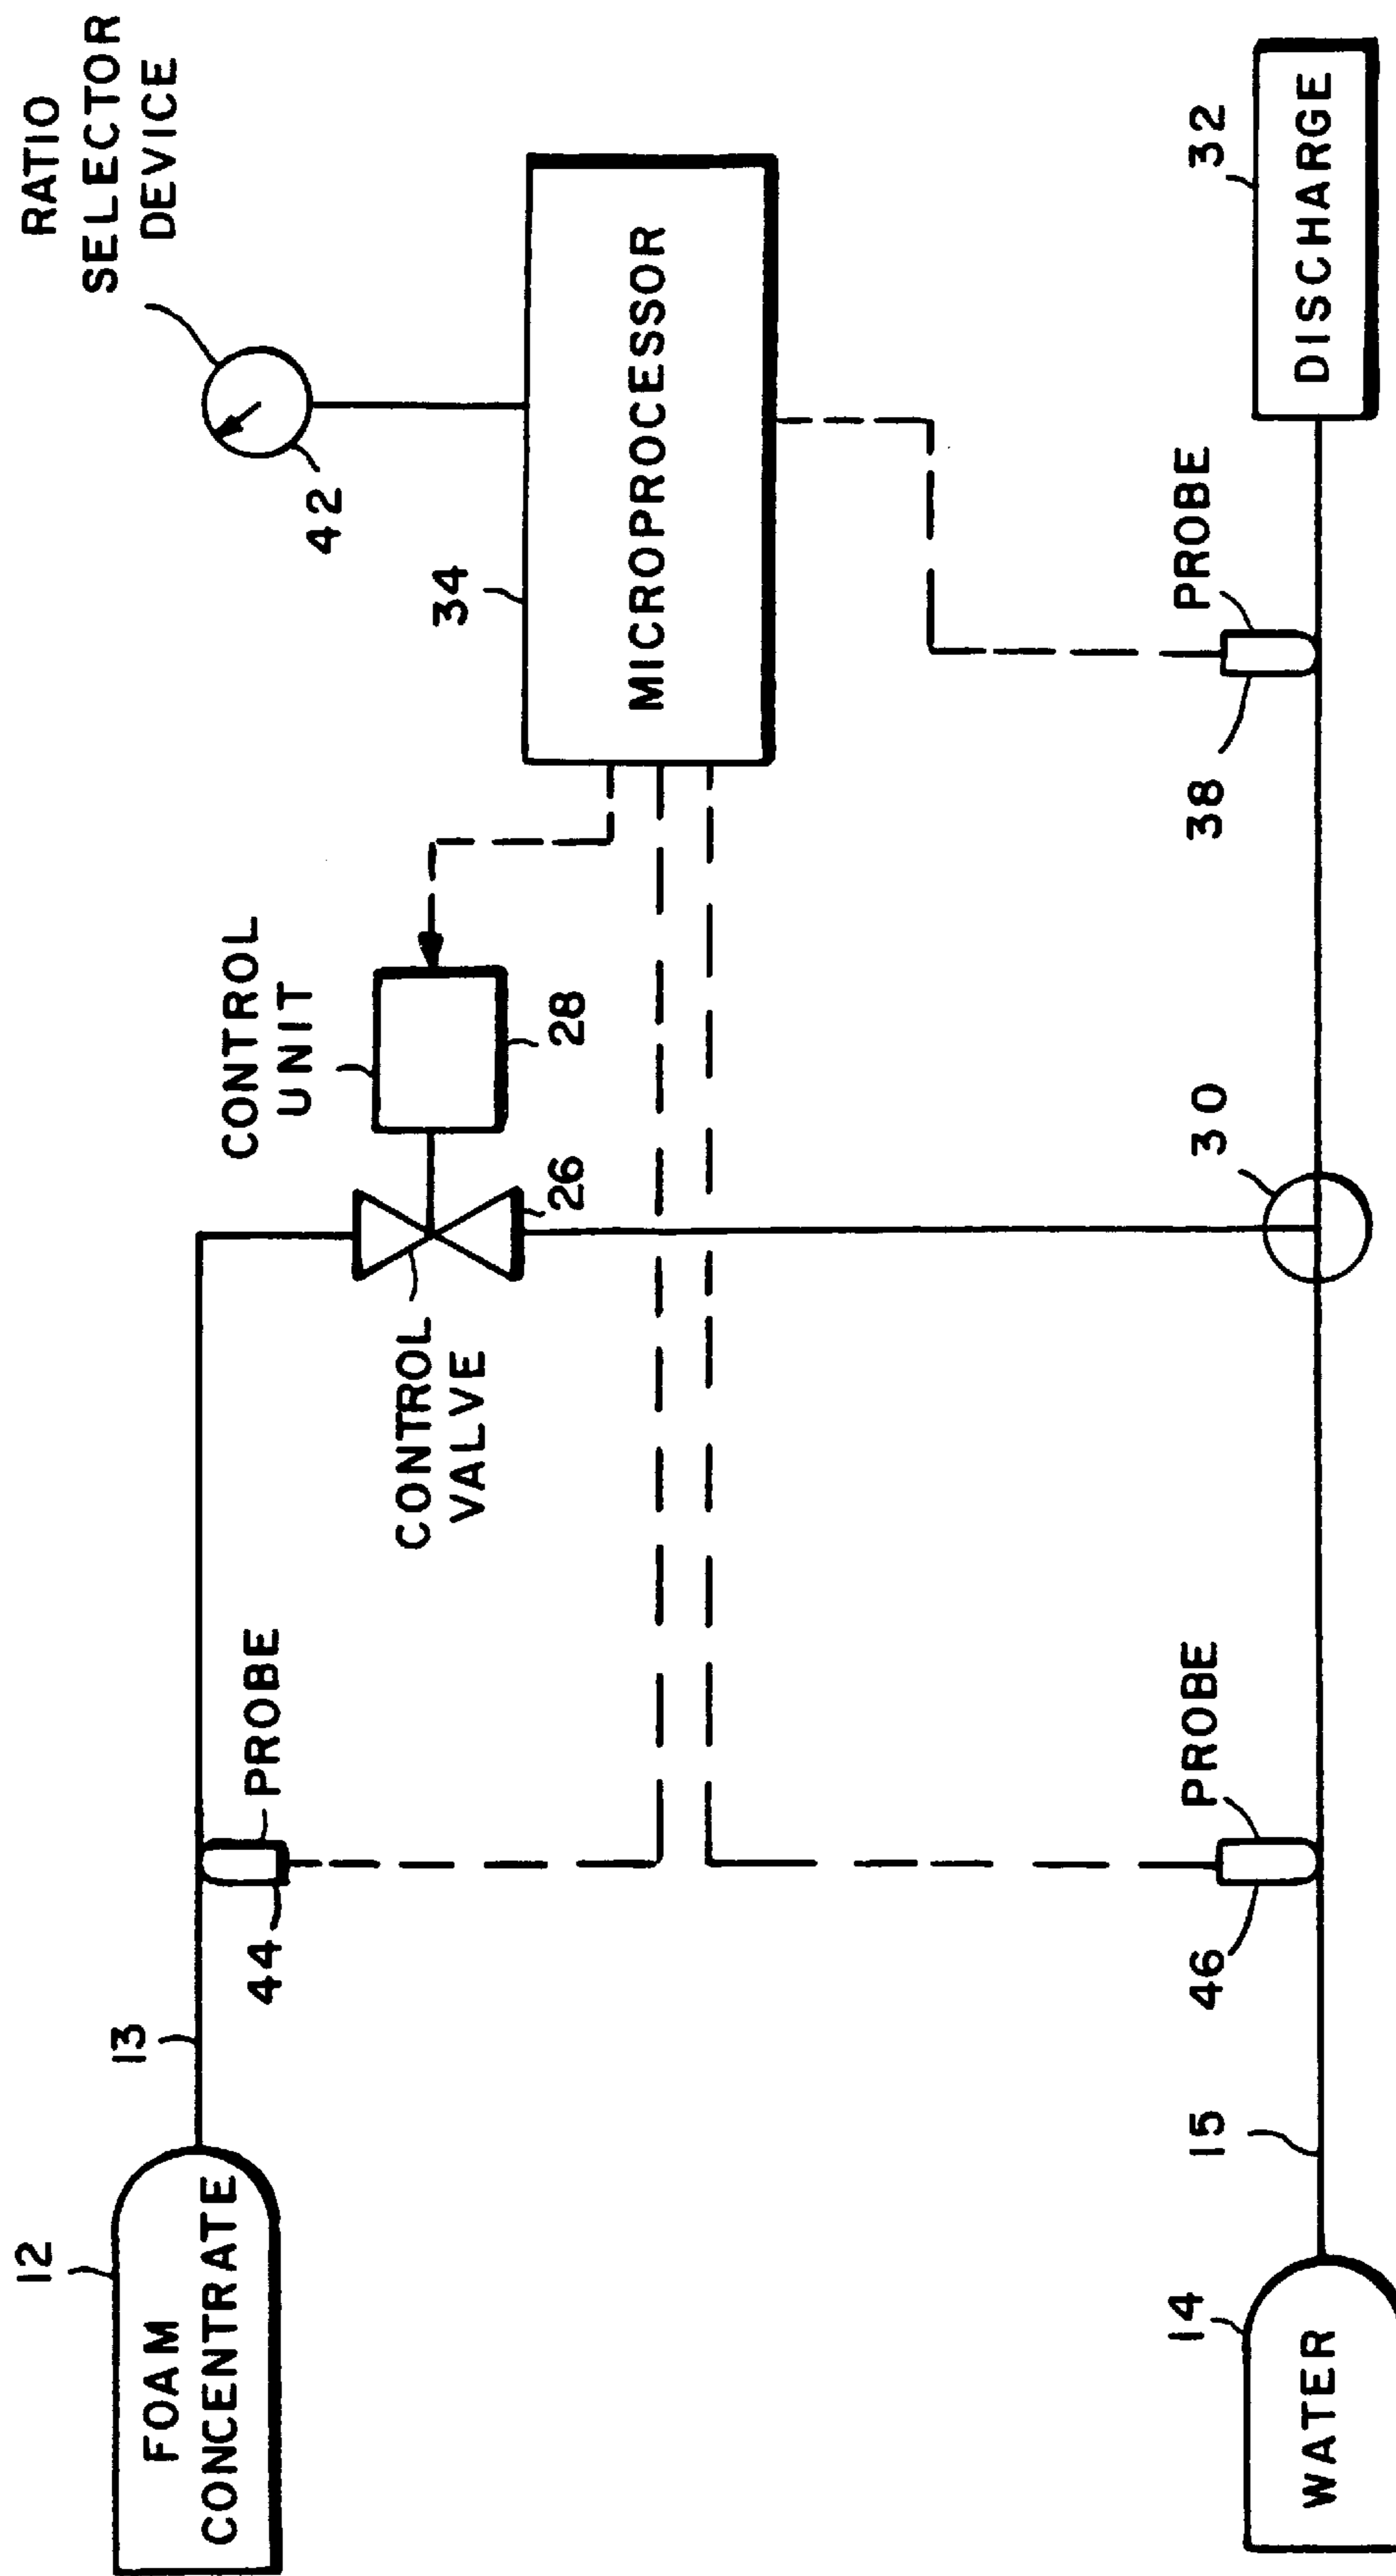 RATIO
SELECTOR
DEVICE
42
34
MICROPROCESSOR
CONTROL
UNIT
28
26
CONTROL
VALVE
PROBE
44
13
12
FOAM
CONCENTRATE
32
DISCHARGE
PROBE
38
30
PROBE
46
15
14
WATER